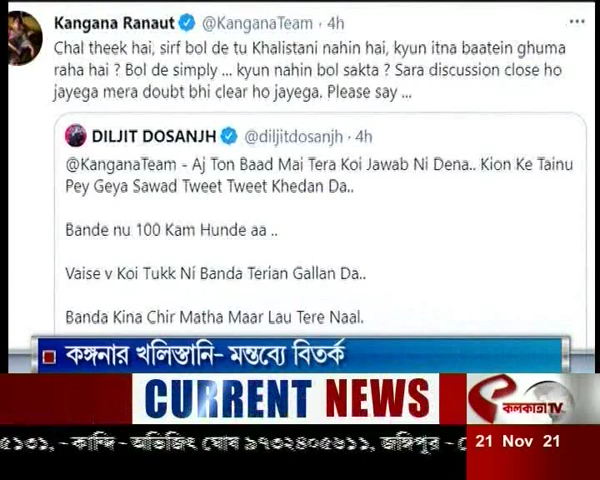 Kangana Ranaut @KanganaTeam · 4h
Chal theek hai, sirf bol de tu Khalistani nahin hai, kyun itna baatein ghuma
raha hai ? Bol de simply ... kyun nahin bol sakta ? Sara discussion close ho
jayega mera doubt bhi clear ho jayega. Please say ...
DILJIT DOSANJH @diljitdosanjh · 4h
@KanganaTeam - Aj Ton Baad Mai Tera Koi Jawab Ni Dena.. Kion Ke Tainu
Pey Geya Sawad Tweet Tweet Khedan Da..
Bande nu 100 Kam Hunde aa ..
Vaise v Koi Tukk Ni Banda Terian Gallan Da..
Banda Kina Chir Matha Maar Lau Tere Naal.
কঙ্গনার খলিস্তানি- মন্তব্যে বিতর্ক
CURRENT NEWS
কলকাতা TV
৫১৩১, - কান্দি - অভিজিৎ ঘোষ ৯৭৩২৪০৫৬১১, জঙ্গিপুর -
21 Nov 21